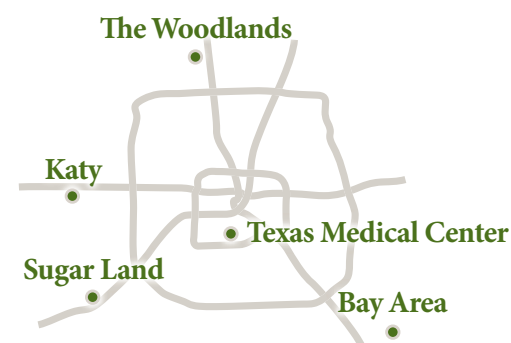 The Woodlands
Katy
Texas Medical Center
Sugar Land
Bay Area